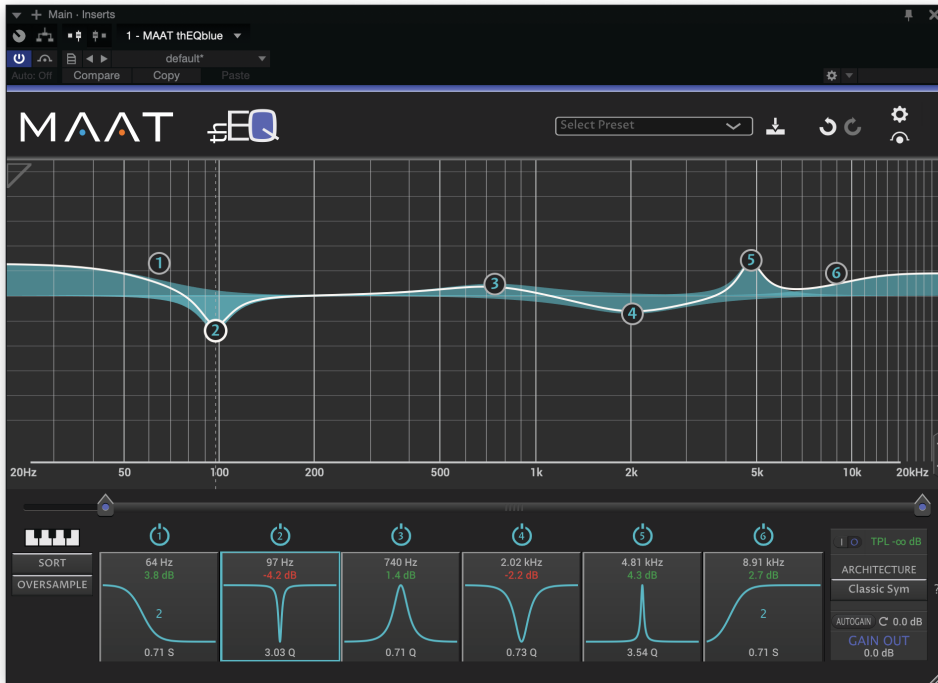 Main · Inserts
1 - MAAT thEQblue
default*
Auto: Off Compare Copy Paste
MAAT thEQ
Select Preset
1
2
3
4
5
6
20Hz 50 100 200 500 1k 2k 5k 10k 20kHz
1 2 3 4 5 6
SORT
OVERSAMPLE
64 Hz
3.8 dB
2
0.71 S
97 Hz
-4.2 dB
3.03 Q
740 Hz
1.4 dB
0.71 Q
2.02 kHz
-2.2 dB
0.73 Q
4.81 kHz
4.3 dB
3.54 Q
8.91 kHz
2.7 dB
2
0.71 S
I O TPL -∞ dB
ARCHITECTURE
Classic Sym
?
AUTOGAIN 0.0 dB
GAIN OUT
0.0 dB